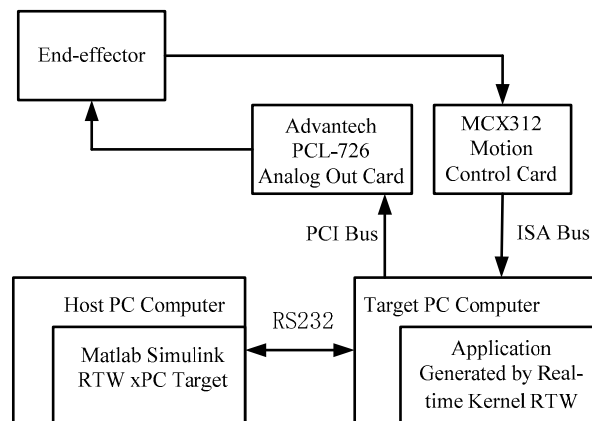 End-effector
Advantech
PCL-726
Analog Out Card
MCX312
Motion
Control Card
PCI Bus
ISA Bus
Host PC Computer
Matlab Simulink
RTW xPC Target
RS232
Target PC Computer
Application
Generated by Real-
time Kernel RTW